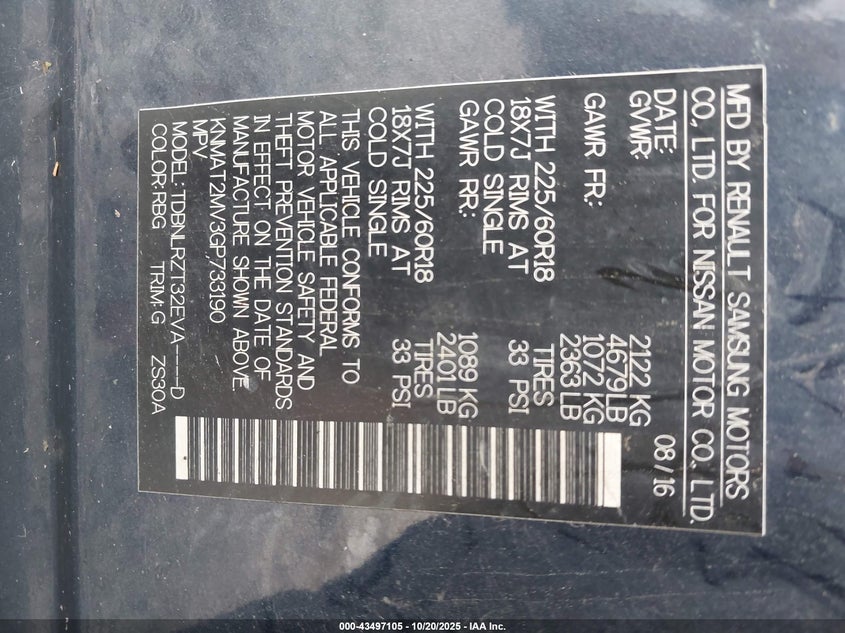 MFD BY RENAULT SAMSUNG MOTORS
CO., LTD. FOR NISSAN MOTOR CO., LTD.
DATE: 08/16
GVWR: 2122 KG
4679 LB
GAWR FR: 1072 KG
2363 LB
WITH 225/60R18 TIRES
18X7J RIMS AT 33 PSI
COLD SINGLE
GAWR RR: 1089 KG
2401 LB
WITH 225/60R18 TIRES
18X7J RIMS AT 33 PSI
COLD SINGLE
THIS VEHICLE CONFORMS TO
ALL APPLICABLE FEDERAL
MOTOR VEHICLE SAFETY AND
THEFT PREVENTION STANDARDS
IN EFFECT ON THE DATE OF
MANUFACTURE SHOWN ABOVE.
KNMAT2MV3GP733190
MPV
MODEL: TDBNLRZT32EVA-----D
COLOR: RBG TRIM: G ZS30A
000-43497105 - 10/20/2025 - IAA Inc.